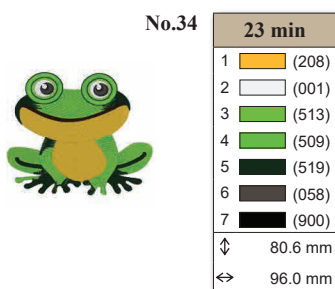 No.34
23 min
1 (208)
2 (001)
3 (513)
4 (509)
5 (519)
6 (058)
7 (900)
↕ 80.6 mm
↔ 96.0 mm